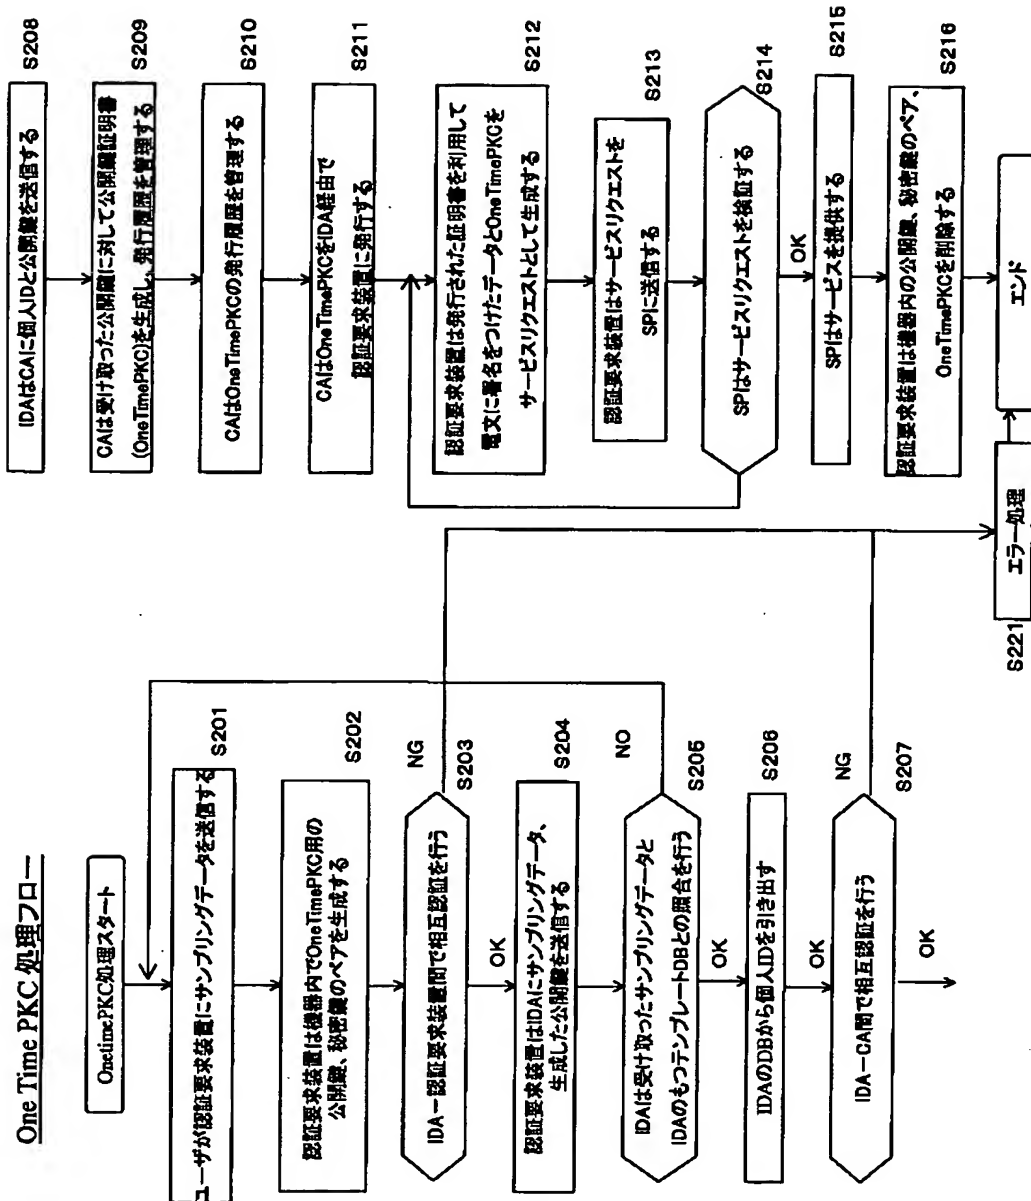 One Time PKC 処理フロー
OnetimePKC処理スタート
ユーザが認証要求装置にサンプリングデータを送信する
S201
認証要求装置は機器内でOneTimePKC用の
公開鍵、秘密鍵のペアを生成する
S202
IDA－認証要求装置間で相互認証を行う
NG
S203
OK
認証要求装置はIDAにサンプリングデータ、
生成した公開鍵を送信する
S204
IDAは受け取ったサンプリングデータと
IDAのもつテンプレートDBとの照合を行う
NO
S205
OK
IDAのDBから個人IDを引き出す
S206
OK
IDA－CA間で相互認証を行う
NG
S207
OK
IDAはCAに個人IDと公開鍵を送信する
S208
CAは受け取った公開鍵に対して公開鍵証明書
(OneTimePKC)を生成し、発行履歴を管理する
S209
CAはOneTimePKCの発行履歴を管理する
S210
CAはOneTimePKCをIDA経由で
認証要求装置に発行する
S211
認証要求装置は発行された証明書を利用して
電文に署名をつけたデータとOneTimePKCを
サービスリクエストとして生成する
S212
認証要求装置はサービスリクエストを
SPに送信する
S213
SPはサービスリクエストを検証する
S214
OK
SPはサービスを提供する
S215
認証要求装置は機器内の公開鍵、秘密鍵のペア、
OneTimePKCを削除する
S216
エラー処理
S221
エンド